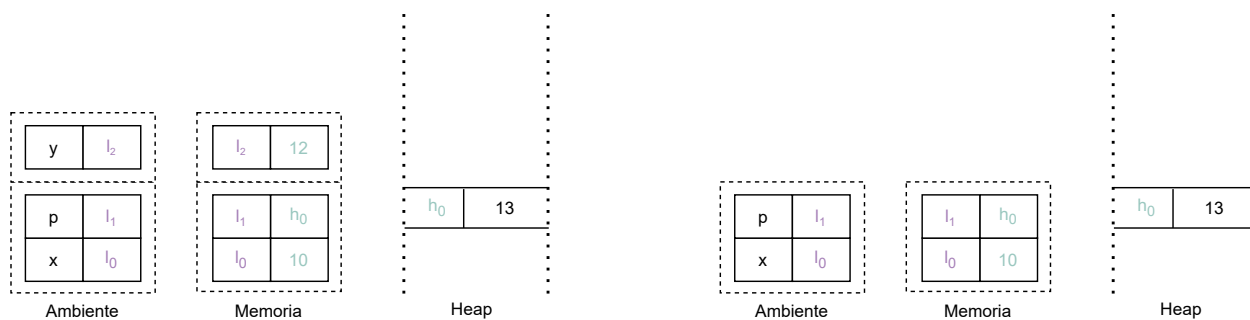 y l₂ l₂ 12
p l₁ l₁ h₀ h₀ 13 p l₁ l₁ h₀ h₀ 13
x l₀ l₀ 10 x l₀ l₀ 10
Ambiente Memoria Heap Ambiente Memoria Heap